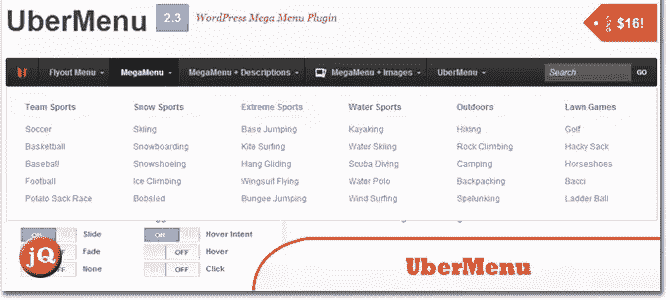 UberMenu 2.3 WordPress Mega Menu Plugin $16!
Flyout Menu MegaMenu MegaMenu + Descriptions MegaMenu + Images UberMenu Search GO
Team Sports Snow Sports Extreme Sports Water Sports Outdoors Lawn Games
Soccer Skiing Base Jumping Kayaking Hiking Golf
Basketball Snowboarding Kite Surfing Water Skiing Rock Climbing Hacky Sack
Baseball Snowshoeing Hang Gliding Scuba Diving Camping Horseshoes
Football Ice Climbing Wingsuit Flying Water Polo Backpacking Bacci
Potato Sack Race Bobsled Bungee Jumping Wind Surfing Spelunking Ladder Ball
ON Slide ON Hover Intent
OFF Fade OFF Hover
OFF None OFF Click
jQ
UberMenu